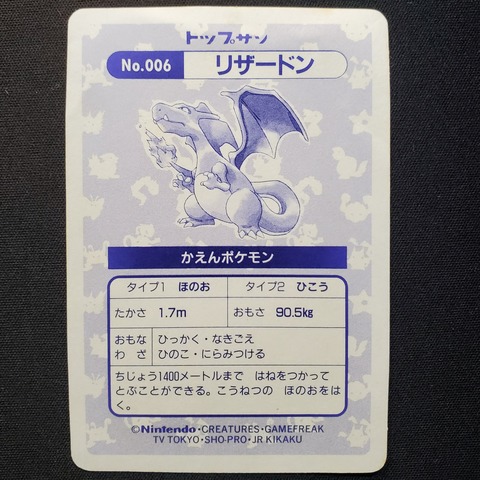 トップサン
No.006 リザードン
かえんポケモン
タイプ1 ほのお タイプ2 ひこう
たかさ 1.7m おもさ 90.5kg
おもな ひっかく・なきごえ
わ ざ ひのこ・にらみつける
ちじょう1400メートルまで はねをつかって
とぶことができる。こうねつの ほのおをは
く。
©Nintendo・CREATURES・GAMEFREAK
TV TOKYO・SHO-PRO・JR KIKAKU